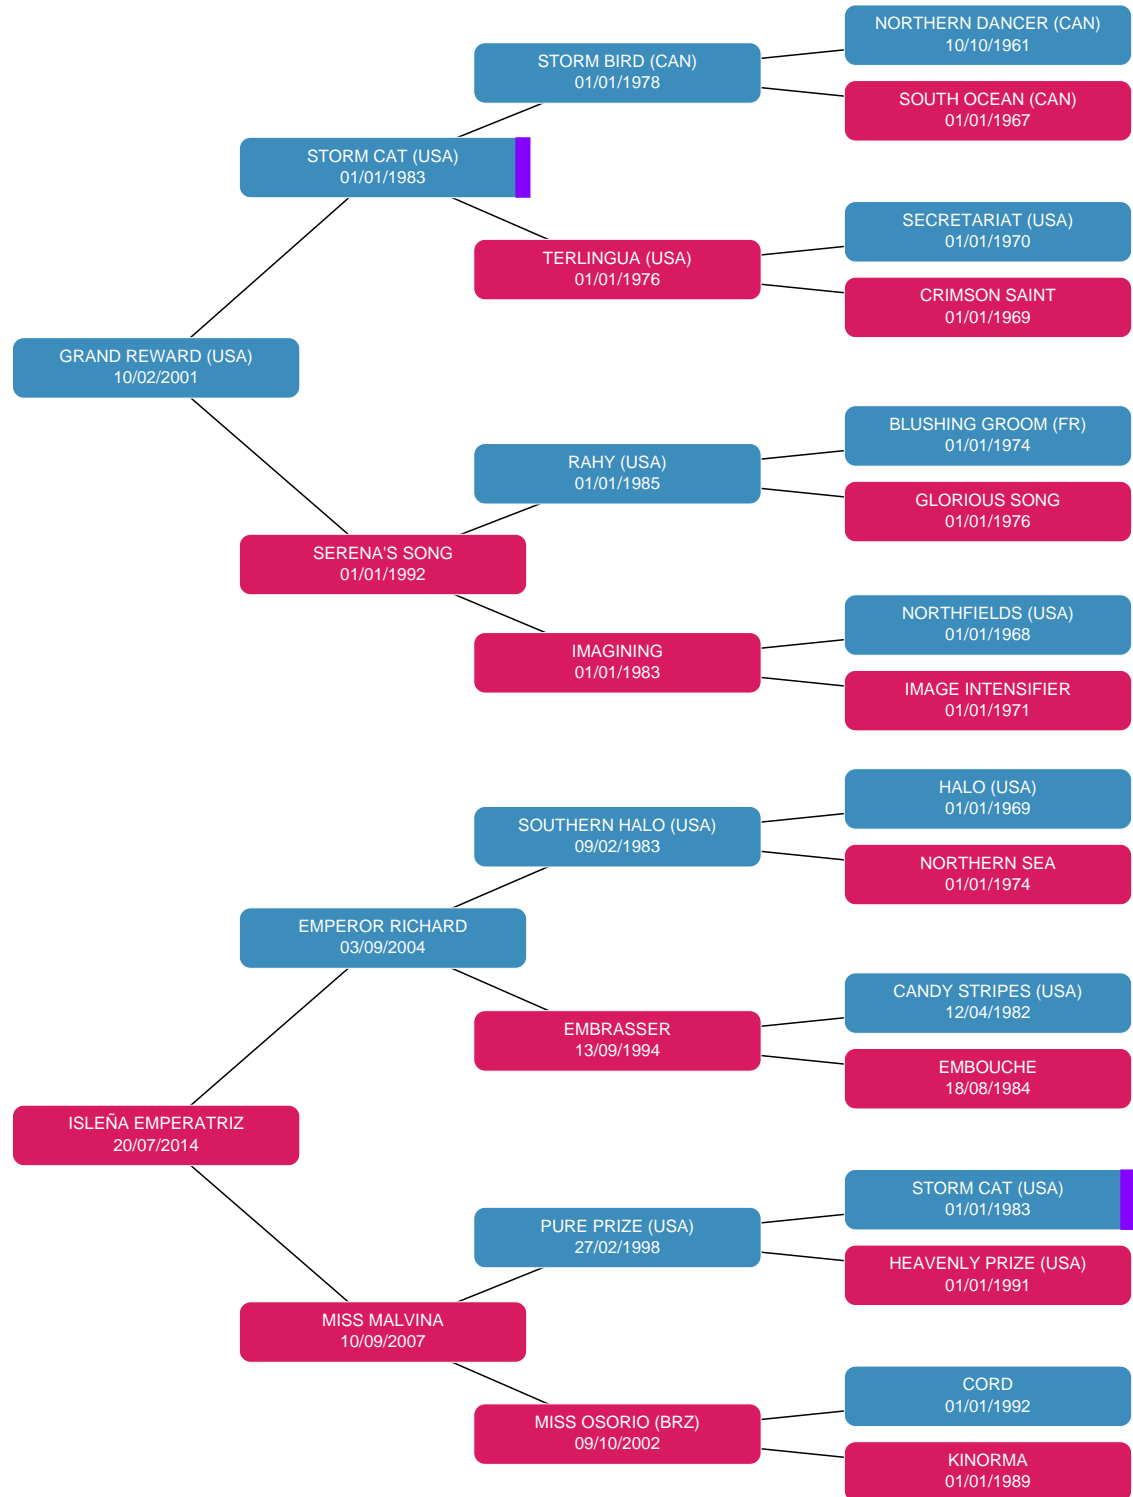 NORTHERN DANCER (CAN)
10/10/1961
STORM BIRD (CAN)
01/01/1978
SOUTH OCEAN (CAN)
01/01/1967
STORM CAT (USA)
01/01/1983
SECRETARIAT (USA)
01/01/1970
TERLINGUA (USA)
01/01/1976
CRIMSON SAINT
01/01/1969
GRAND REWARD (USA)
10/02/2001
BLUSHING GROOM (FR)
01/01/1974
RAHY (USA)
01/01/1985
GLORIOUS SONG
01/01/1976
SERENA'S SONG
01/01/1992
NORTHFIELDS (USA)
01/01/1968
IMAGINING
01/01/1983
IMAGE INTENSIFIER
01/01/1971
HALO (USA)
01/01/1969
SOUTHERN HALO (USA)
09/02/1983
NORTHERN SEA
01/01/1974
EMPEROR RICHARD
03/09/2004
CANDY STRIPES (USA)
12/04/1982
EMBRASSER
13/09/1994
EMBOUCHE
18/08/1984
ISLEÑA EMPERATRIZ
20/07/2014
STORM CAT (USA)
01/01/1983
PURE PRIZE (USA)
27/02/1998
HEAVENLY PRIZE (USA)
01/01/1991
MISS MALVINA
10/09/2007
CORD
01/01/1992
MISS OSORIO (BRZ)
09/10/2002
KINORMA
01/01/1989